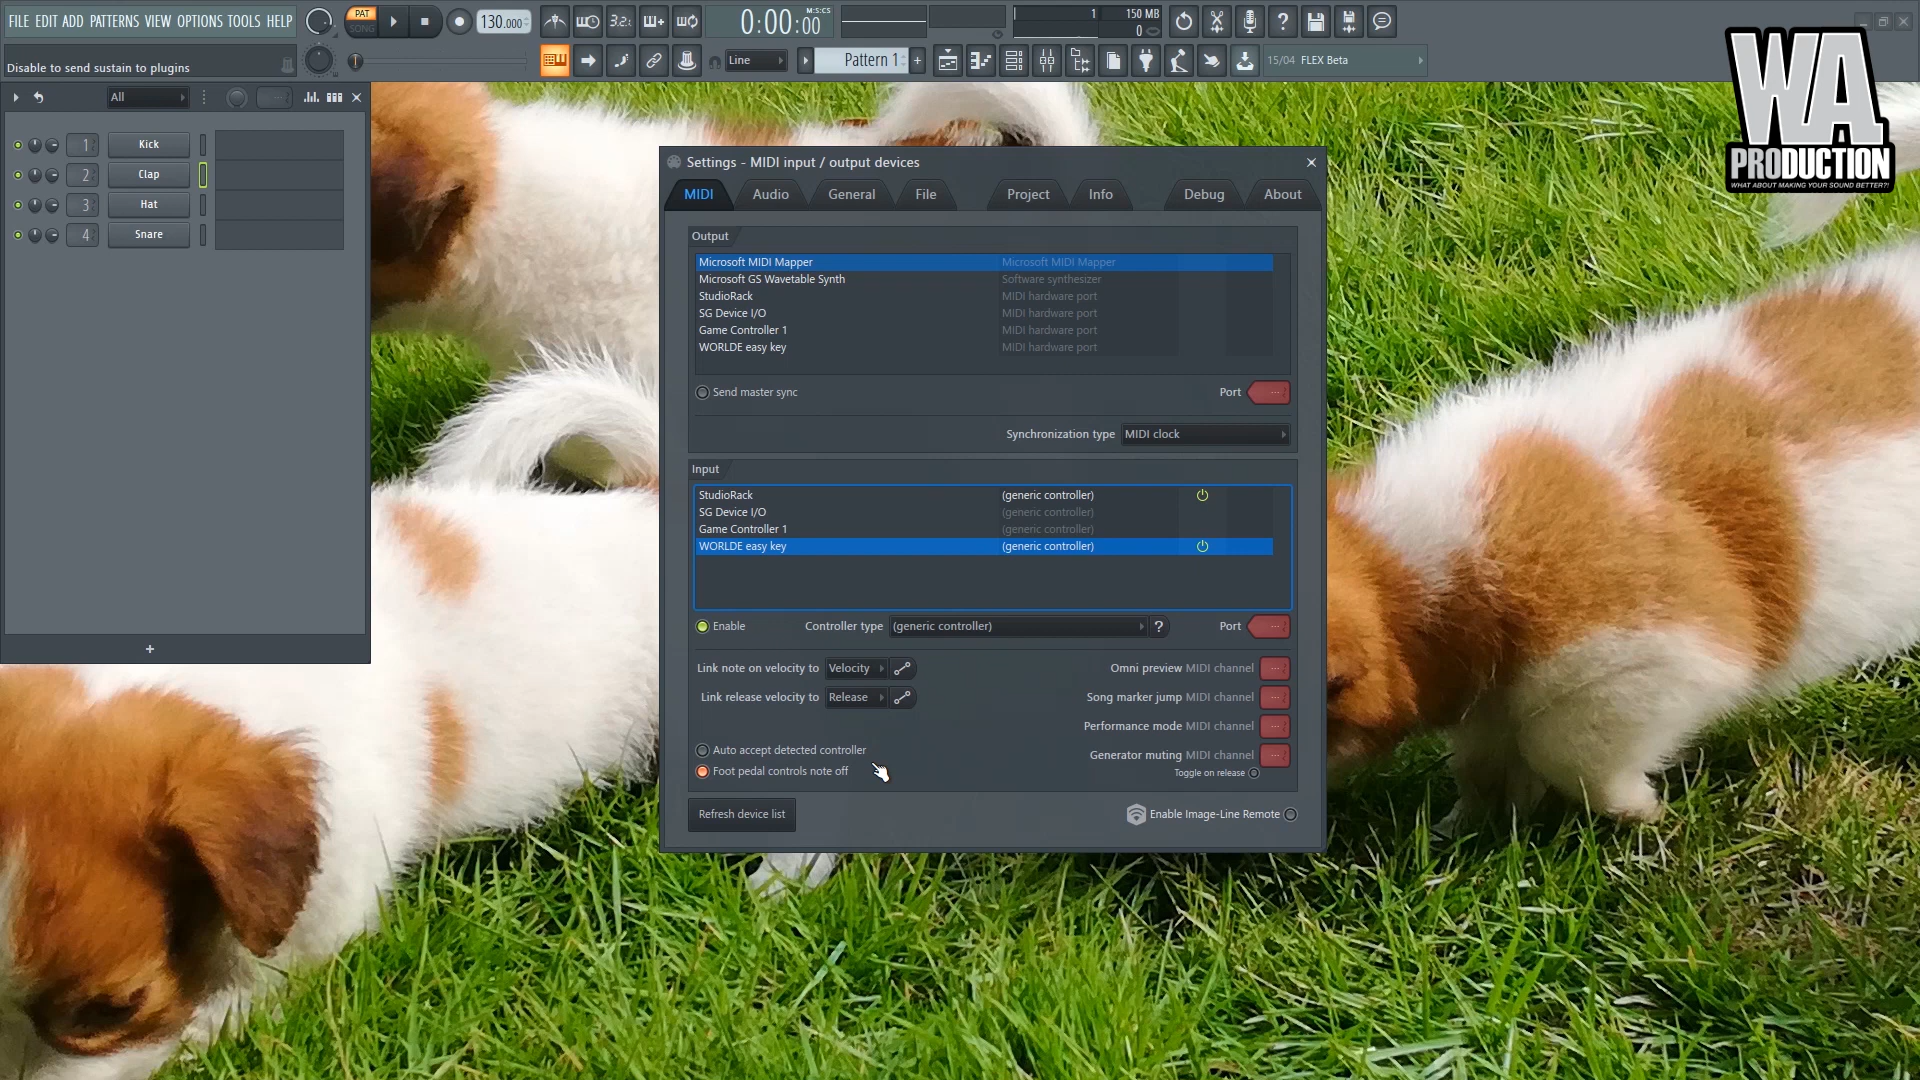 FILE EDIT ADD PATTERNS VIEW OPTIONS TOOLS HELP
PAT
SONG
130.000
3.2.1
0:00:00
M:S:CS
1
150 MB
0
Disable to send sustain to plugins
Line
Pattern 1
+
15/04 FLEX Beta
WA
PRODUCTION
WHAT ABOUT MAKING YOUR SOUND BETTER?!
All
1 Kick
2 Clap
3 Hat
4 Snare
+
Settings - MIDI input / output devices
MIDI Audio General File Project Info Debug About
Output
Microsoft MIDI Mapper Microsoft MIDI Mapper
Microsoft GS Wavetable Synth Software synthesizer
StudioRack MIDI hardware port
SG Device I/O MIDI hardware port
Game Controller 1 MIDI hardware port
WORLDE easy key MIDI hardware port
Send master sync Port ...
Synchronization type MIDI clock
Input
StudioRack (generic controller)
SG Device I/O (generic controller)
Game Controller 1 (generic controller)
WORLDE easy key (generic controller)
Enable Controller type (generic controller) ? Port ...
Link note on velocity to Velocity Omni preview MIDI channel ...
Link release velocity to Release Song marker jump MIDI channel ...
Performance mode MIDI channel ...
Auto accept detected controller Generator muting MIDI channel ...
Foot pedal controls note off Toggle on release
Refresh device list Enable Image-Line Remote